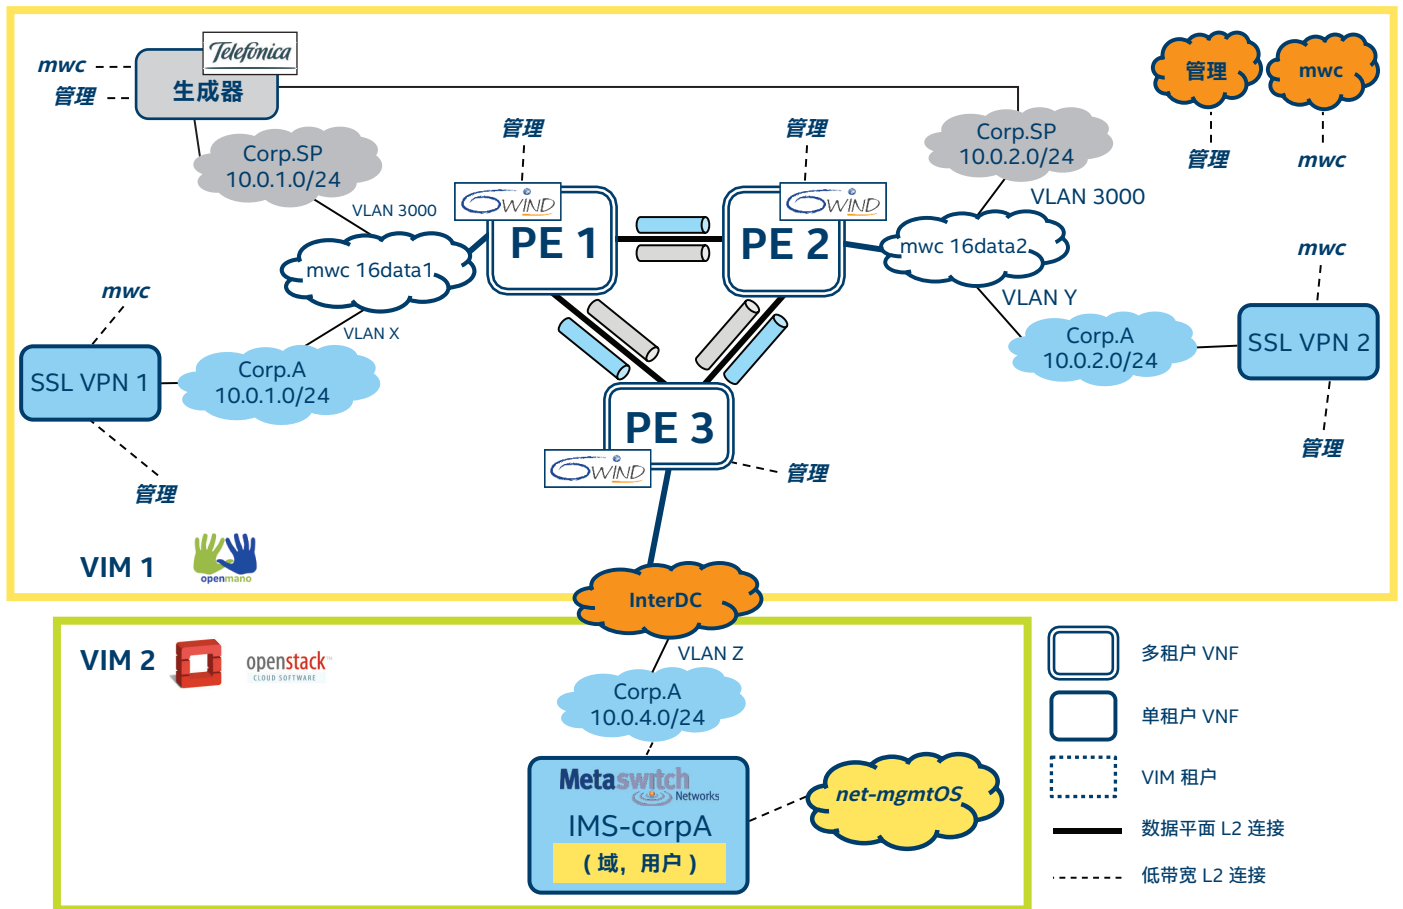 Telefónica
mwc
管理
生成器
管理
mwc
管理
mwc
管理
管理
Corp.SP
10.0.1.0/24
Corp.SP
10.0.2.0/24
VLAN 3000
VLAN 3000
6WIND
PE 1
6WIND
PE 2
mwc 16data1
mwc 16data2
mwc
mwc
VLAN X
VLAN Y
SSL VPN 1
Corp.A
10.0.1.0/24
Corp.A
10.0.2.0/24
SSL VPN 2
PE 3
6WIND
管理
管理
管理
VIM 1
openmano
InterDC
VIM 2
openstack
CLOUD SOFTWARE
VLAN Z
Corp.A
10.0.4.0/24
Metaswitch
Networks
IMS-corpA
( 域，用户 )
net-mgmtOS
多租户 VNF
单租户 VNF
VIM 租户
数据平面 L2 连接
低带宽 L2 连接